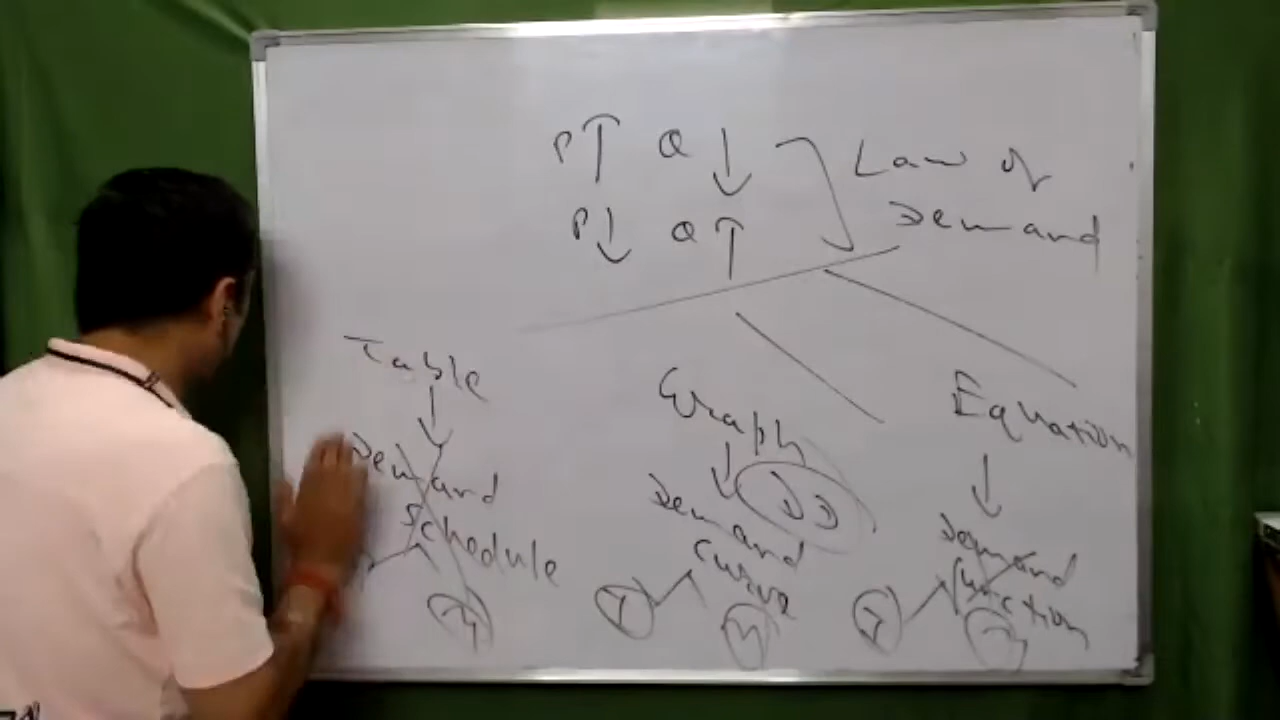 P↑ Q↓
Law of
P↓ Q↑
Demand
Table
↓
Demand
Schedule
M
Graph
↓
DD
Demand
curve
I
M
Equation
↓
Demand
function
I
M